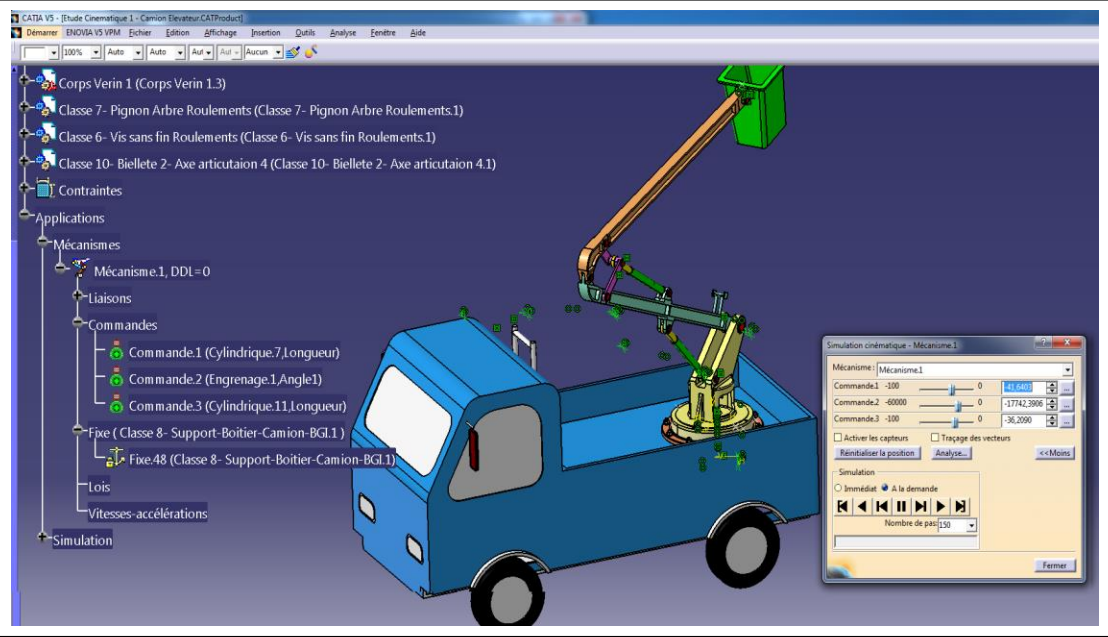 CATIA V5 - [Etude Cinematique 1 - Camion Elevateur.CATProduct]
Démarrer ENOVIA V5 VPM Fichier Edition Affichage Insertion Outils Analyse Fenêtre Aide
100% Auto Auto Aut Aut Aucun
Corps Verin 1 (Corps Verin 1.3)
Classe 7- Pignon Arbre Roulements (Classe 7- Pignon Arbre Roulements.1)
Classe 6- Vis sans fin Roulements (Classe 6- Vis sans fin Roulements.1)
Classe 10- Biellete 2- Axe articutaion 4 (Classe 10- Biellete 2- Axe articutaion 4.1)
Contraintes
Applications
Mécanismes
Mécanisme.1, DDL=0
Liaisons
Commandes
Commande.1 (Cylindrique.7,Longueur)
Commande.2 (Engrenage.1,Angle1)
Commande.3 (Cylindrique.11,Longueur)
Fixe ( Classe 8- Support-Boitier-Camion-BGI.1 )
Fixe.48 (Classe 8- Support-Boitier-Camion-BGI.1)
Lois
Vitesses-accélérations
Simulation
Simulation cinématique - Mécanisme.1
Mécanisme : Mécanisme.1
Commande.1 -100 0 -41,6403 ...
Commande.2 -60000 0 -17742,3906 ...
Commande.3 -100 0 -36,2090 ...
Activer les capteurs Traçage des vecteurs
Réinitialiser la position Analyse... <<Moins
Simulation
Immédiat A la demande
Nombre de pas: 150
Fermer